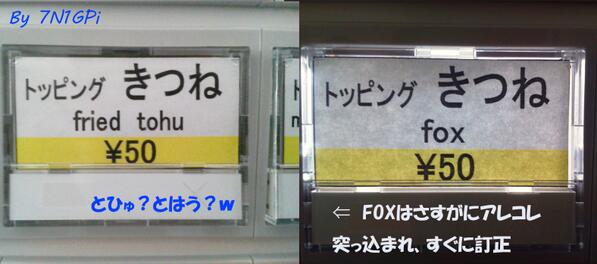 By 7N1GPi
トッピング きつね
fried tohu
¥50
とひゅ？とはう？w
トッピング きつね
fox
¥50
⇐ FOXはさすがにアレコレ
突っ込まれ、すぐに訂正